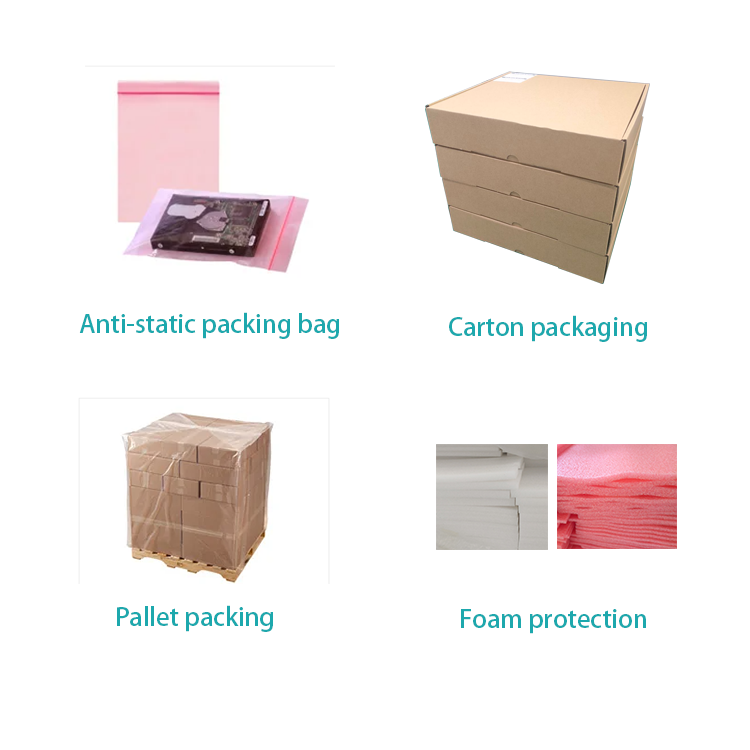 Anti-static packing bag
Carton packaging
Pallet packing
Foam protection